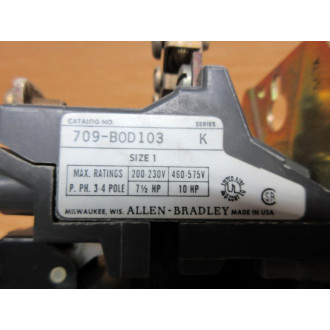 CATALOG NO. SERIES
709-BOD103 K
SIZE 1
MAX. RATINGS 200-230V 460-575V
P. PH. 3-4 POLE 7½ HP 10 HP
MILWAUKEE, WIS. ALLEN-BRADLEY MADE IN USA